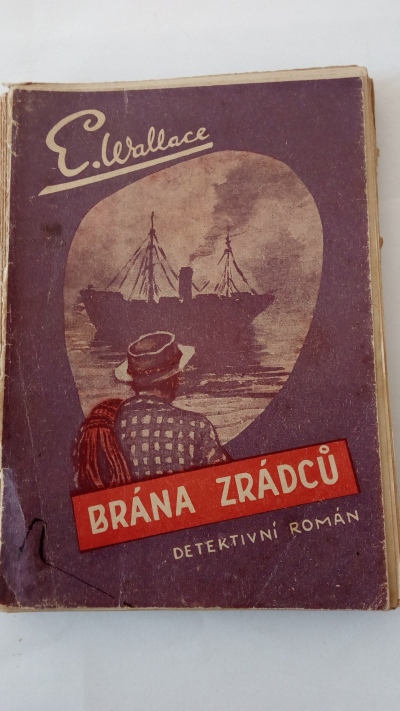 E. Wallace
BRÁNA ZRÁDCŮ
DETEKTIVNÍ ROMÁN